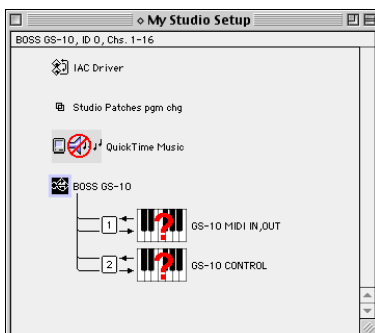 My Studio Setup
BOSS GS-10, ID 0, Chs. 1-16
IAC Driver
Studio Patches pgm chg
QuickTime Music
BOSS GS-10
1
?
GS-10 MIDI IN,OUT
2
?
GS-10 CONTROL